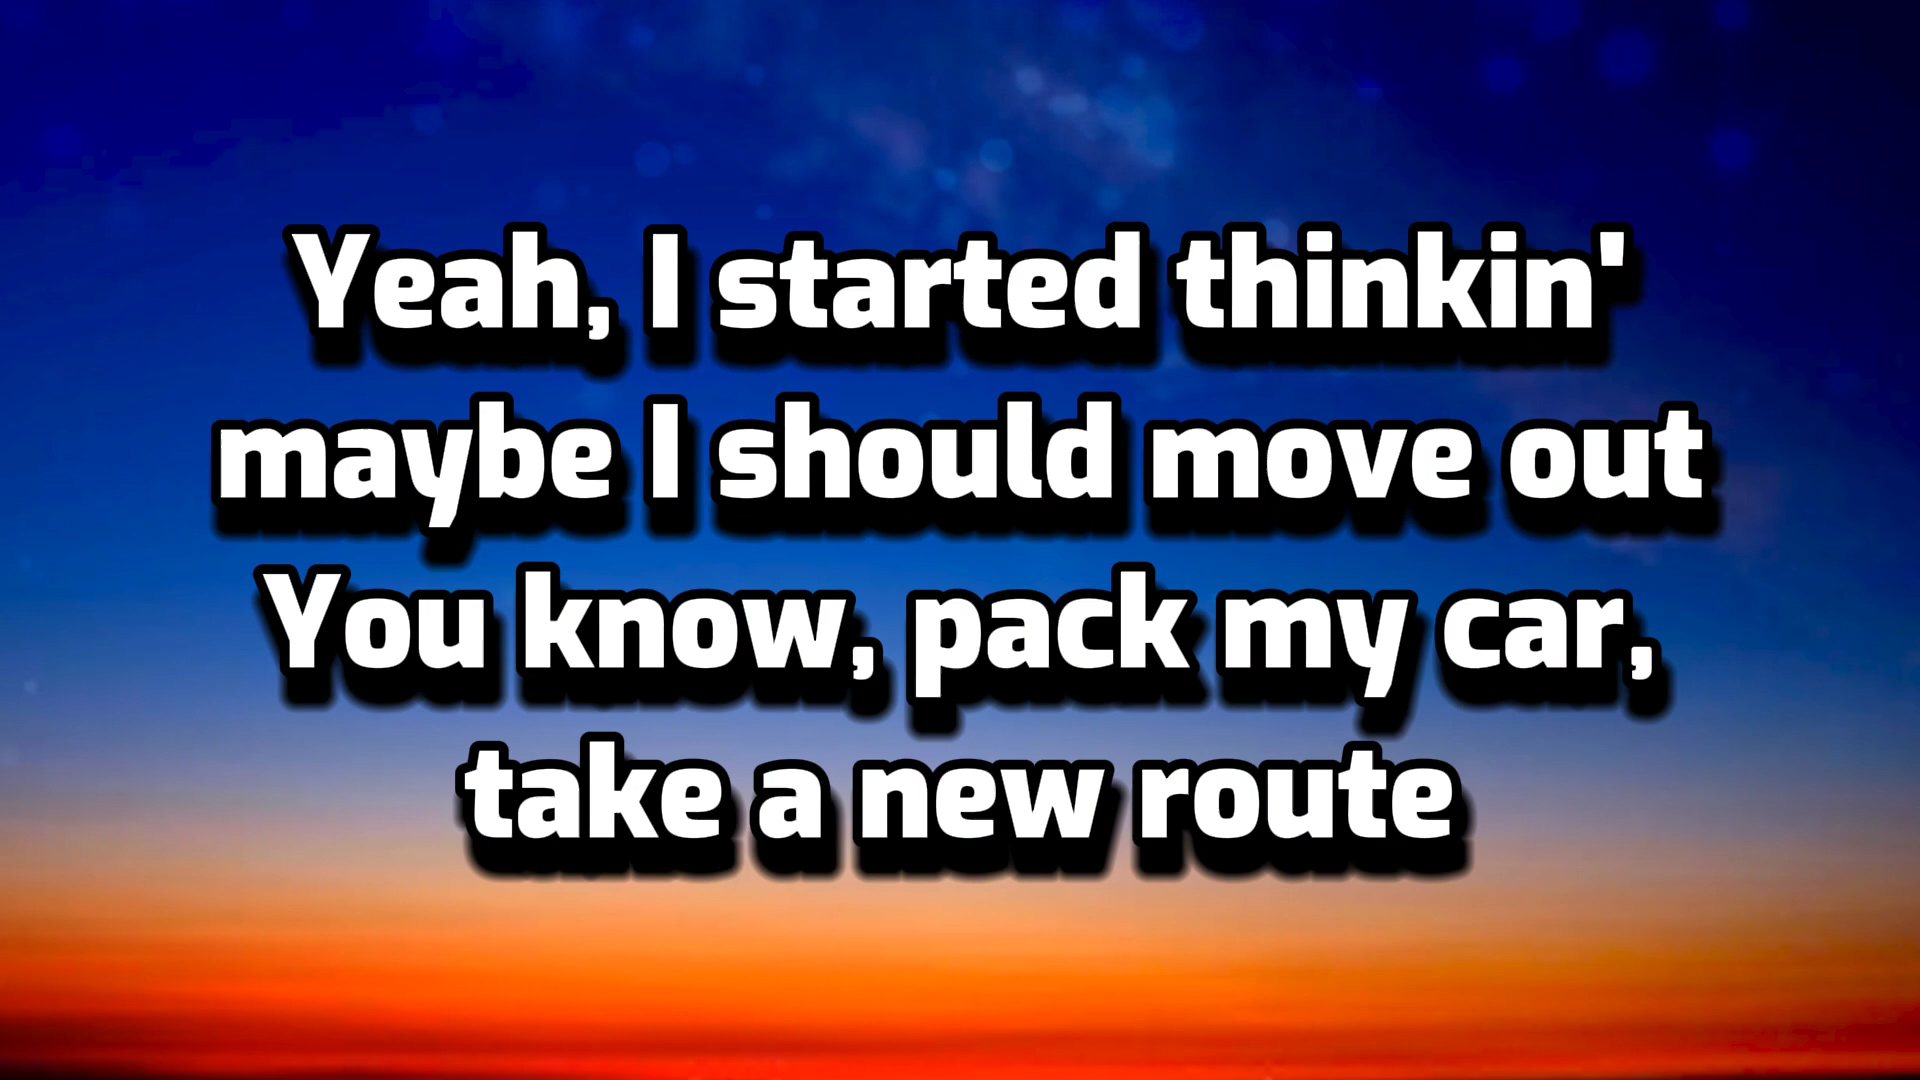 Yeah, I started thinkin'
maybe I should move out
You know, pack my car,
take a new route